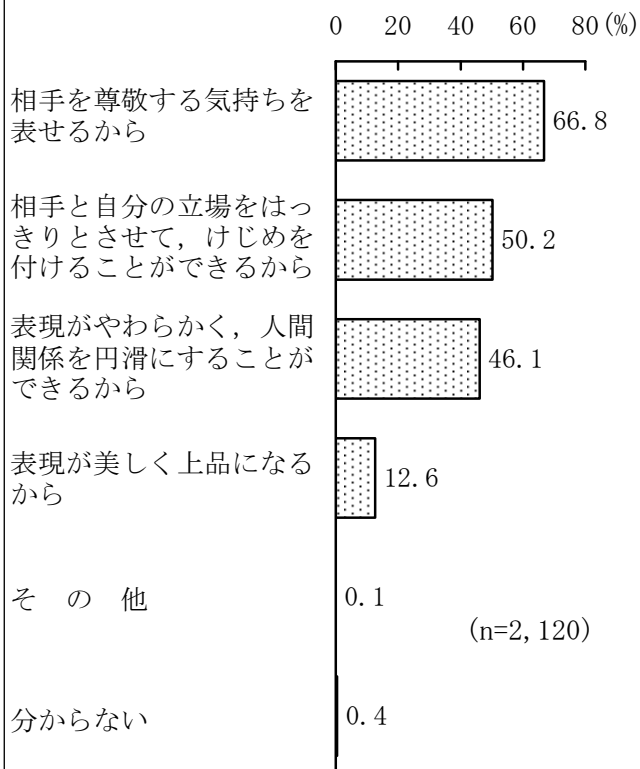 0 20 40 60 80(%)
相手を尊敬する気持ちを
表せるから
66.8
相手と自分の立場をはっ
きりとさせて，けじめを
付けることができるから
50.2
表現がやわらかく，人間
関係を円滑にすることが
できるから
46.1
表現が美しく上品になる
から
12.6
そ の 他
0.1
(n=2,120)
分からない
0.4